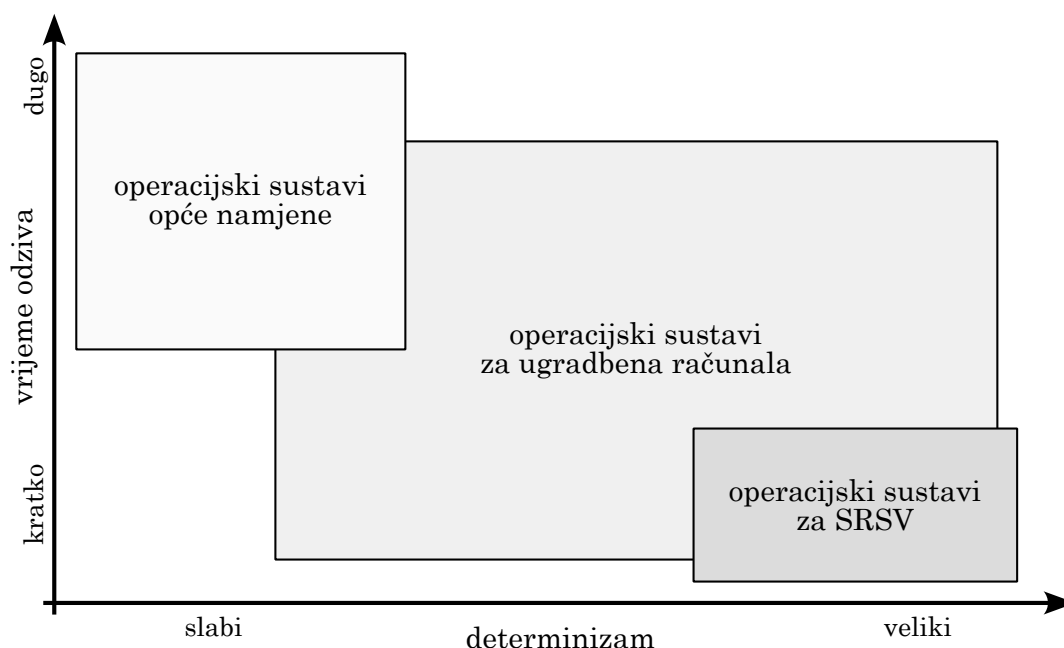 dugo
operacijski sustavi
opće namjene
vrijeme odziva
operacijski sustavi
za ugradbena računala
kratko
operacijski sustavi
za SRSV
slabi
determinizam
veliki